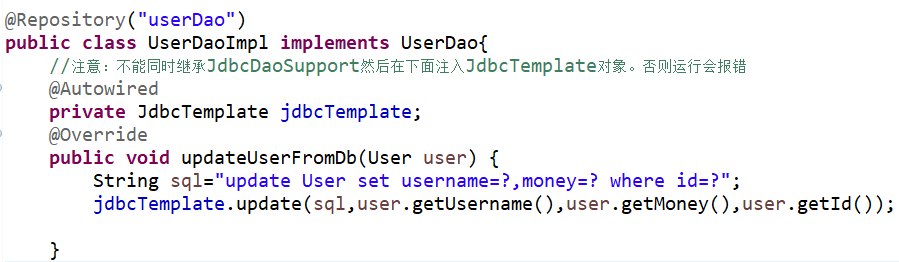 @Repository("userDao")
public class UserDaoImpl implements UserDao{
//注意：不能同时继承JdbcDaoSupport然后在下面注入JdbcTemplate对象。否则运行会报错
@Autowired
private JdbcTemplate jdbcTemplate;
@Override
public void updateUserFromDb(User user) {
String sql="update User set username=?,money=? where id=?";
jdbcTemplate.update(sql,user.getUsername(),user.getMoney(),user.getId());
}